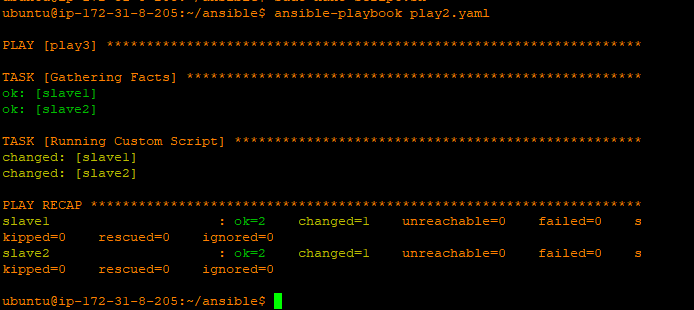 ubuntu@ip-172-31-8-205:~/ansible$ ansible-playbook play2.yaml
PLAY [play3] *******************************************************************
TASK [Gathering Facts] *********************************************************
ok: [slave1]
ok: [slave2]
TASK [Running Custom Script] ***************************************************
changed: [slave1]
changed: [slave2]
PLAY RECAP *********************************************************************
slave1                     : ok=2    changed=1    unreachable=0    failed=0    s
kipped=0    rescued=0    ignored=0
slave2                     : ok=2    changed=1    unreachable=0    failed=0    s
kipped=0    rescued=0    ignored=0
ubuntu@ip-172-31-8-205:~/ansible$